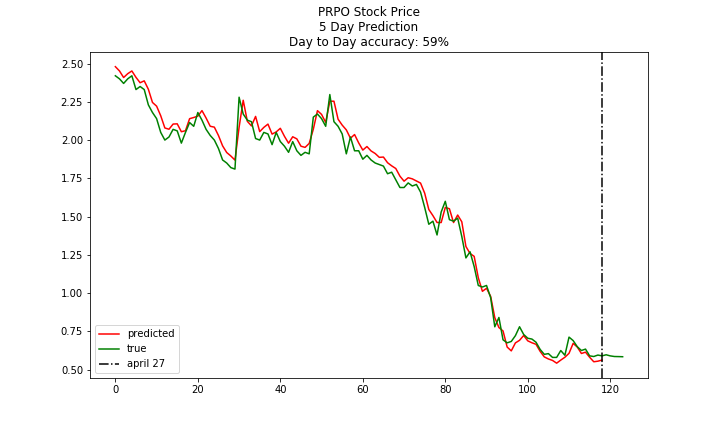 PRPO Stock Price
5 Day Prediction
Day to Day accuracy: 59%
2.50
2.25
2.00
1.75
1.50
1.25
1.00
0.75
0.50
predicted
true
april 27
0 20 40 60 80 100 120